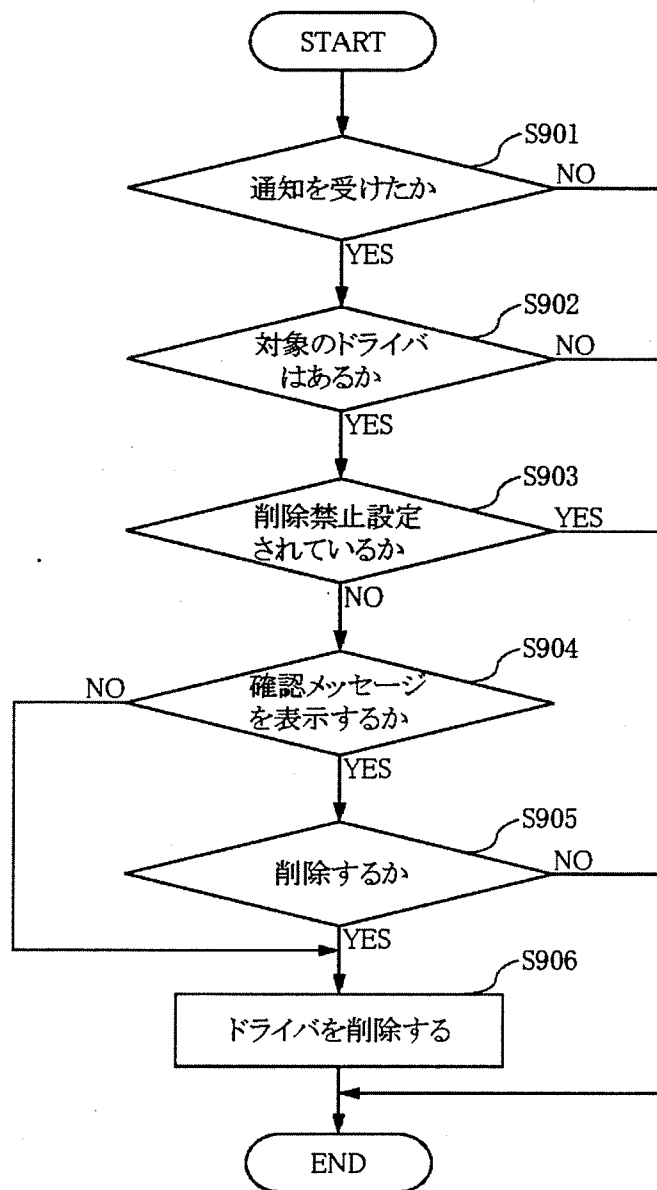 START
S901
通知を受けたか
NO
YES
S902
対象のドライバ
はあるか
NO
YES
S903
削除禁止設定
されているか
YES
NO
S904
確認メッセージ
を表示するか
NO
YES
S905
削除するか
NO
YES
S906
ドライバを削除する
END